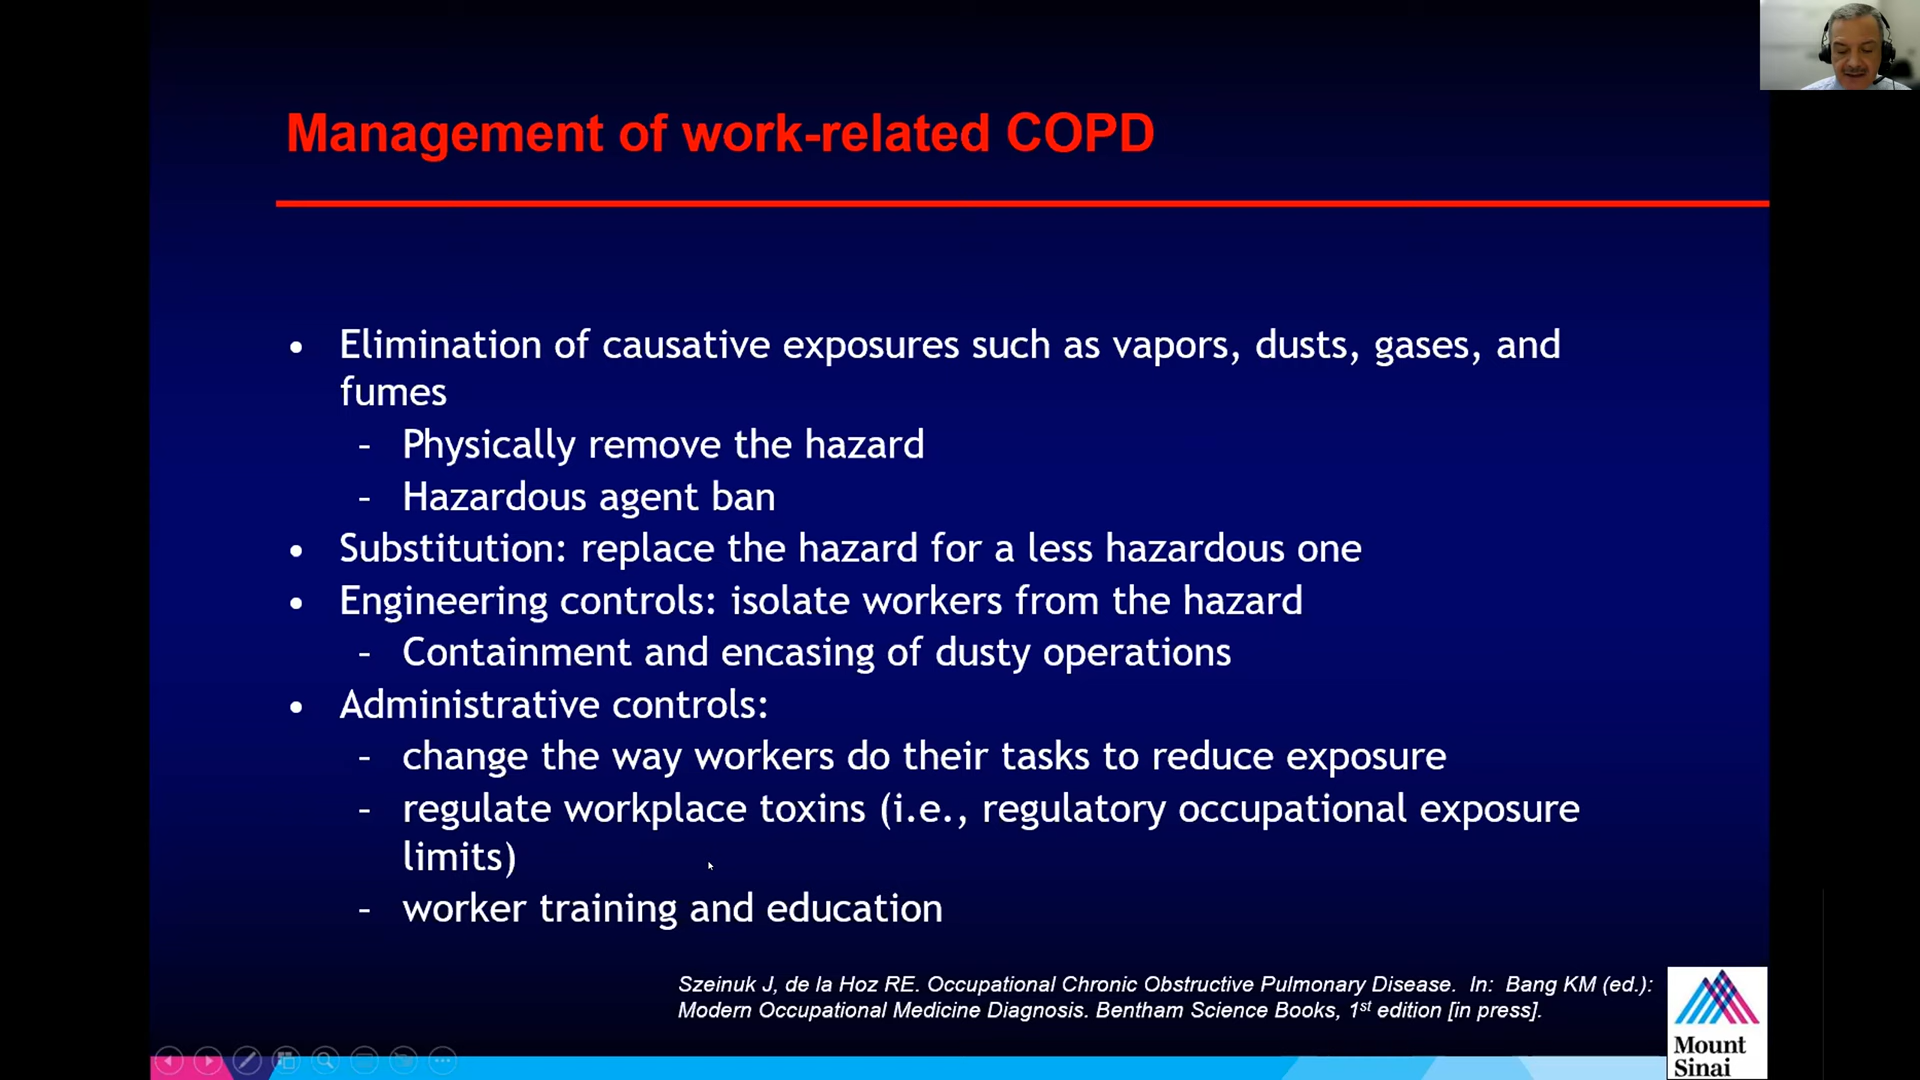 Management of work-related COPD
• Elimination of causative exposures such as vapors, dusts, gases, and
fumes
- Physically remove the hazard
- Hazardous agent ban
• Substitution: replace the hazard for a less hazardous one
• Engineering controls: isolate workers from the hazard
- Containment and encasing of dusty operations
• Administrative controls:
- change the way workers do their tasks to reduce exposure
- regulate workplace toxins (i.e., regulatory occupational exposure
limits)
- worker training and education
Szeinuk J, de la Hoz RE. Occupational Chronic Obstructive Pulmonary Disease. In: Bang KM (ed.):
Modern Occupational Medicine Diagnosis. Bentham Science Books, 1st edition [in press].
Mount
Sinai